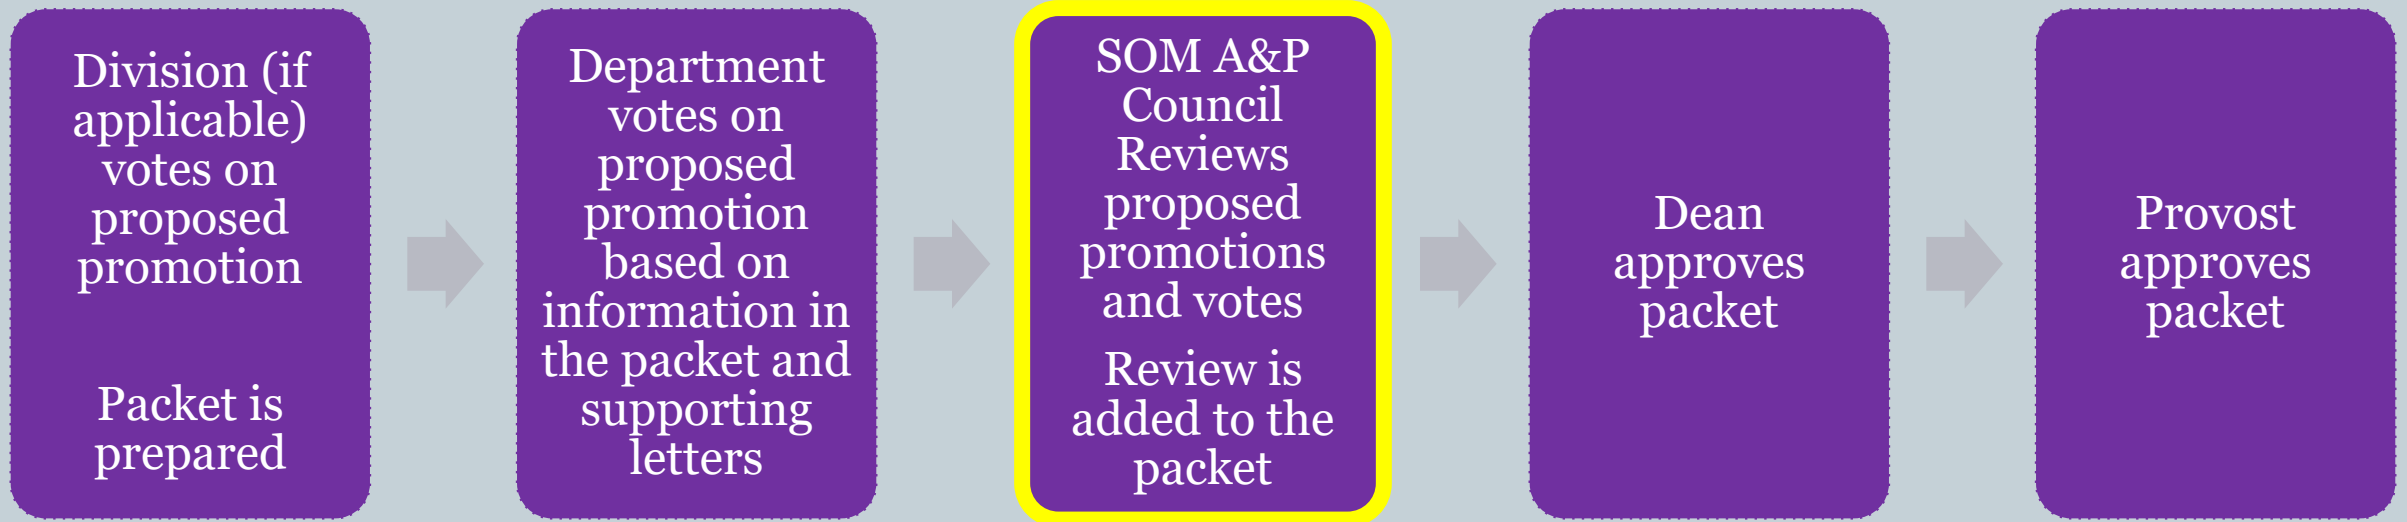 Division (if
applicable)
votes on
proposed
promotion
Packet is
prepared
Department
votes on
proposed
promotion
based on
information in
the packet and
supporting
letters
SOM A&P
Council
Reviews
proposed
promotions
and votes
Review is
added to the
packet
Dean
approves
packet
Provost
approves
packet